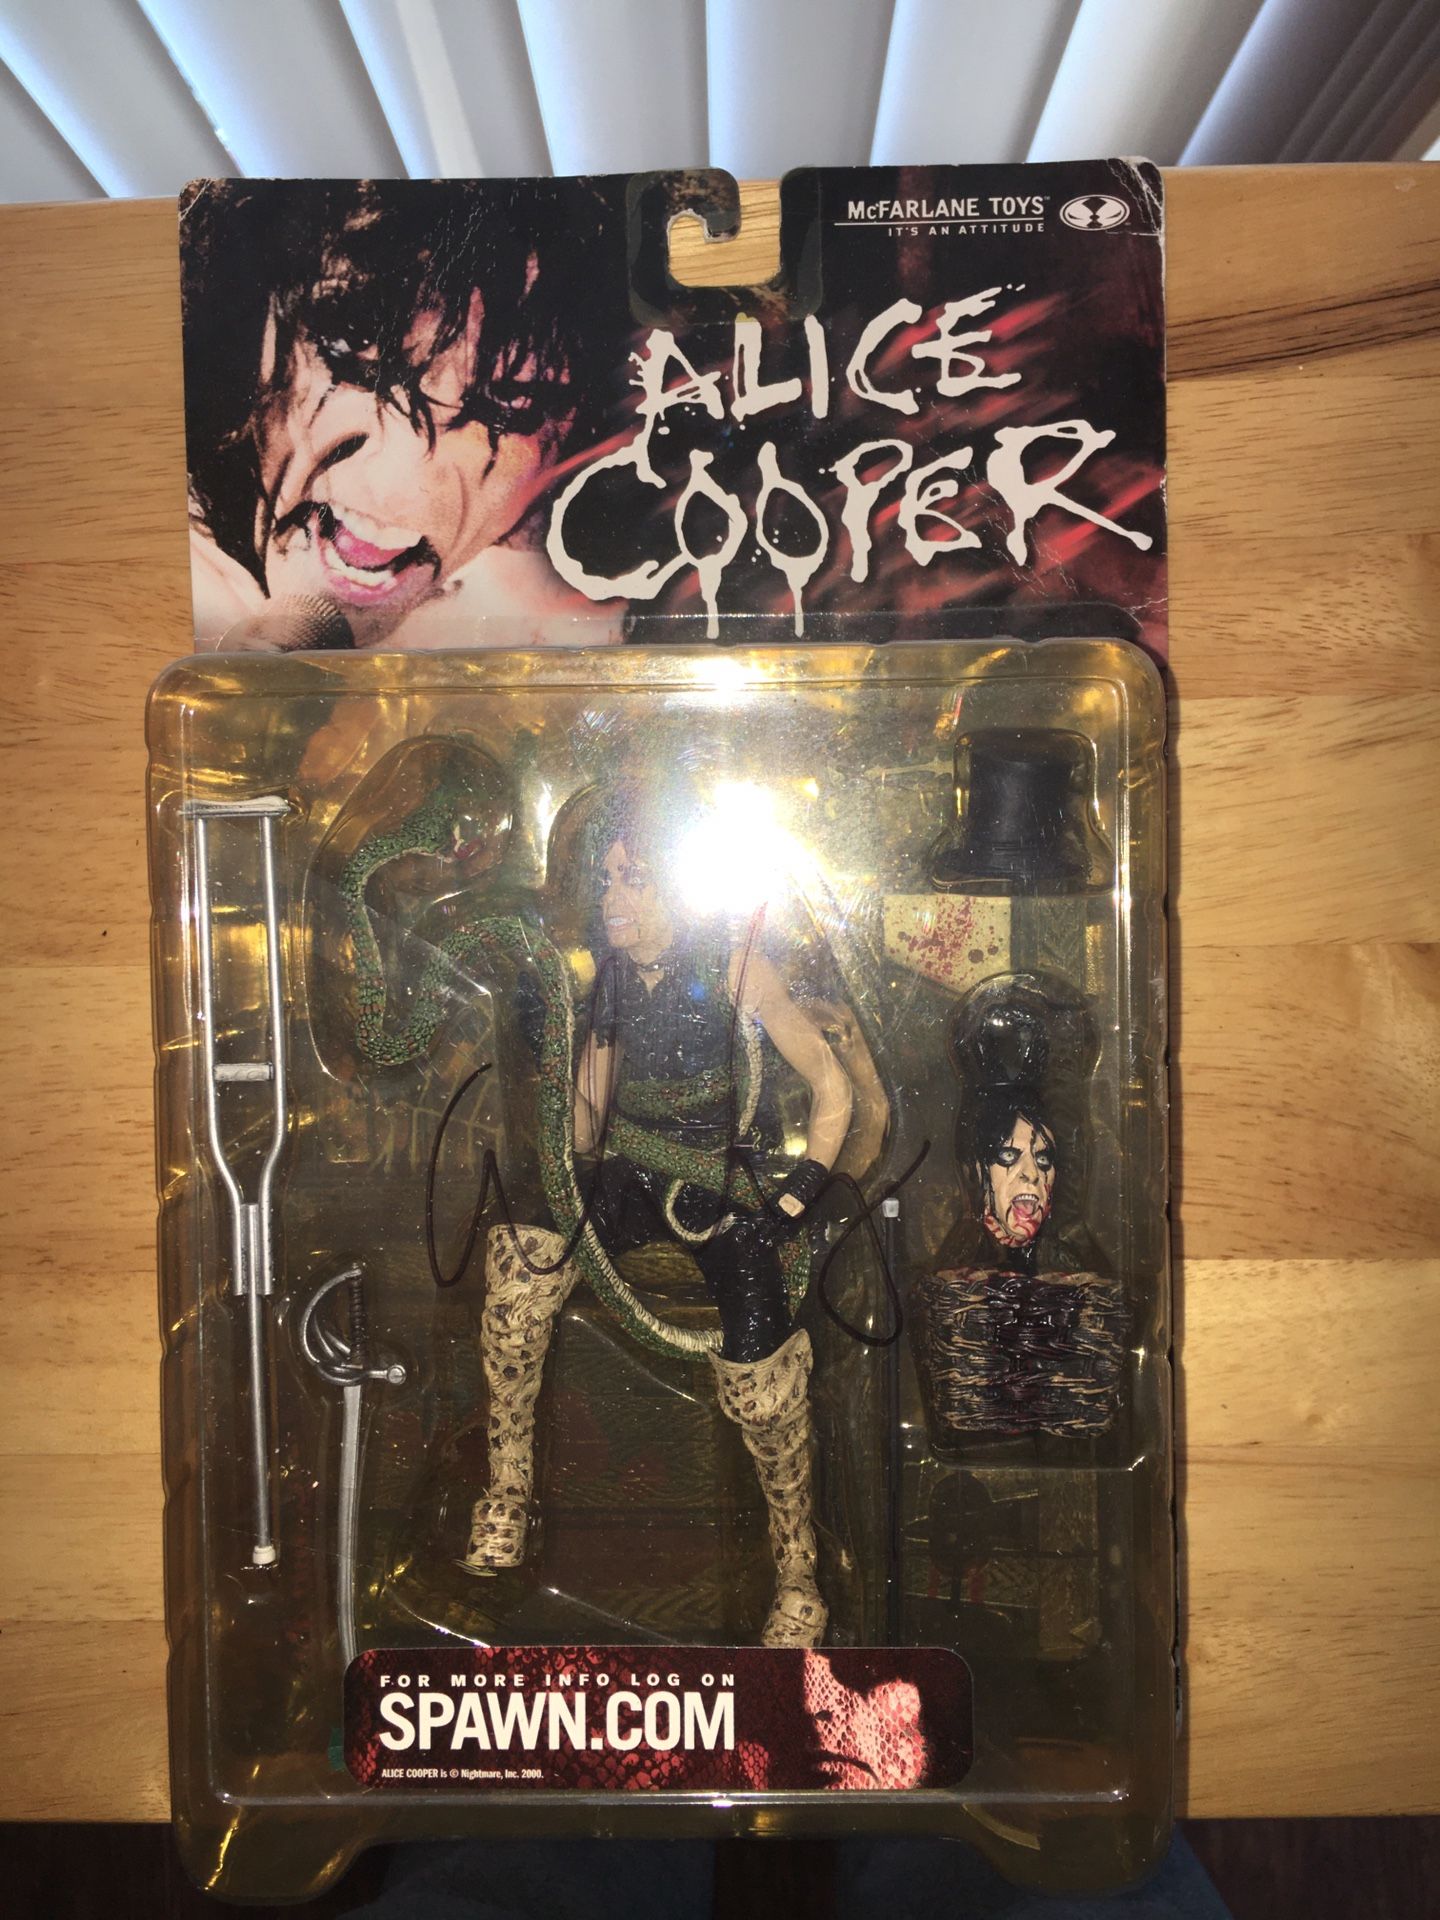 McFARLANE TOYS™
IT'S AN ATTITUDE
ALICE
COOPER
FOR MORE INFO LOG ON
SPAWN.COM
ALICE COOPER is © Nightmare, Inc. 2000.